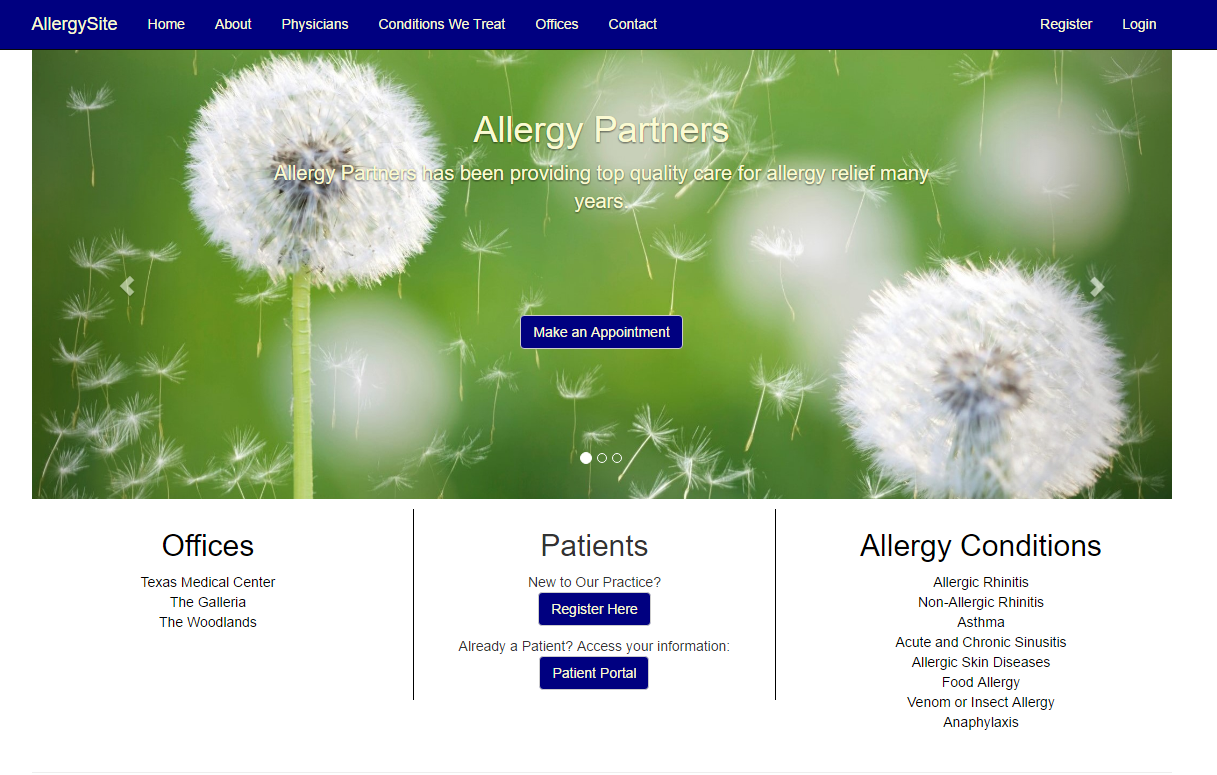 AllergySite Home About Physicians Conditions We Treat Offices Contact Register Login
Allergy Partners
Allergy Partners has been providing top quality care for allergy relief many
years.
Make an Appointment
Offices
Texas Medical Center
The Galleria
The Woodlands
Patients
New to Our Practice?
Register Here
Already a Patient? Access your information:
Patient Portal
Allergy Conditions
Allergic Rhinitis
Non-Allergic Rhinitis
Asthma
Acute and Chronic Sinusitis
Allergic Skin Diseases
Food Allergy
Venom or Insect Allergy
Anaphylaxis